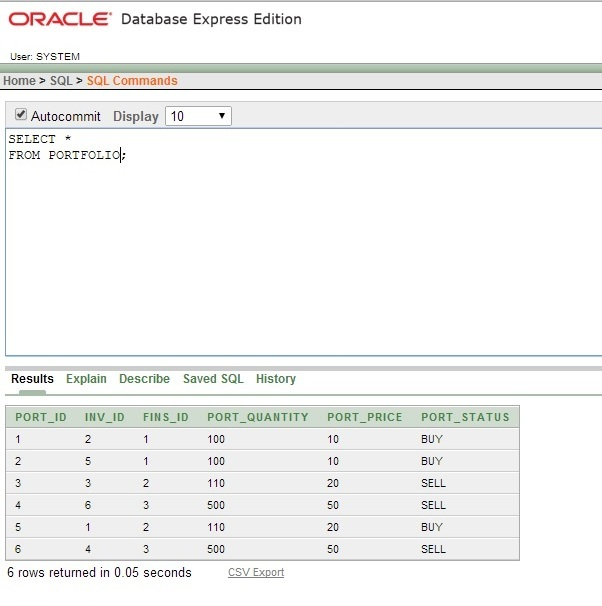 ORACLE Database Express Edition
User: SYSTEM
Home > SQL > SQL Commands
Autocommit Display 10
SELECT *
FROM PORTFOLIO;
Results Explain Describe Saved SQL History
PORT_ID INV_ID FINS_ID PORT_QUANTITY PORT_PRICE PORT_STATUS
1 2 1 100 10 BUY
2 5 1 100 10 BUY
3 3 2 110 20 SELL
4 6 3 500 50 SELL
5 1 2 110 20 BUY
6 4 3 500 50 SELL
6 rows returned in 0.05 seconds CSV Export